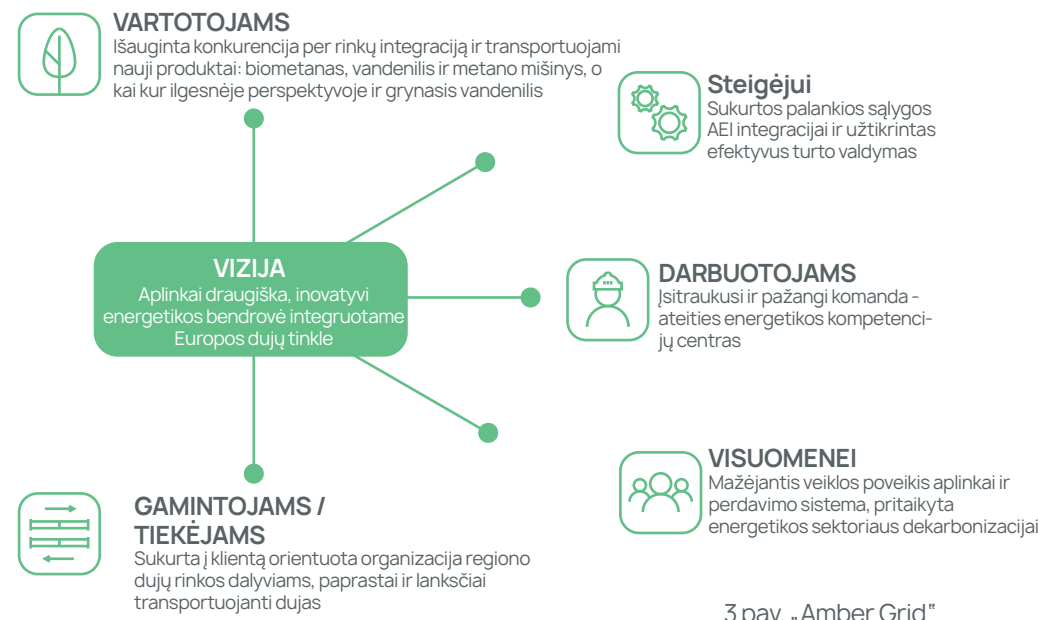 VARTOTOJAMS
Išauginta konkurencija per rinkų integraciją ir transportuojami
nauji produktai: biometanas, vandenilis ir metano mišinys, o
kai kur ilgesnėje perspektyvoje ir grynasis vandenilis
Steigėjui
Sukurtos palankios sąlygos
AEI integracijai ir užtikrintas
efektyvus turto valdymas
VIZIJA
Aplinkai draugiška, inovatyvi
energetikos bendrovė integruotame
Europos dujų tinkle
DARBUOTOJAMS
Įsitraukusi ir pažangi komanda -
ateities energetikos kompetenci-
jų centras
VISUOMENEI
Mažėjantis veiklos poveikis aplinkai ir
perdavimo sistema, pritaikyta
energetikos sektoriaus dekarbonizacijai
GAMINTOJAMS /
TIEKĖJAMS
Sukurta į klientą orientuota organizacija regiono
dujų rinkos dalyviams, paprastai ir lanksčiai
transportuojanti dujas
3 pav. „Amber Grid“